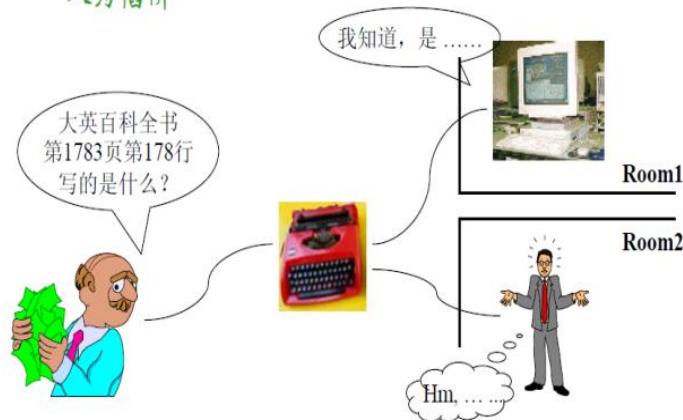 我知道，是 ……
大英百科全书
第1783页第178行
写的是什么？
Room1
Room2
Hm, … ...